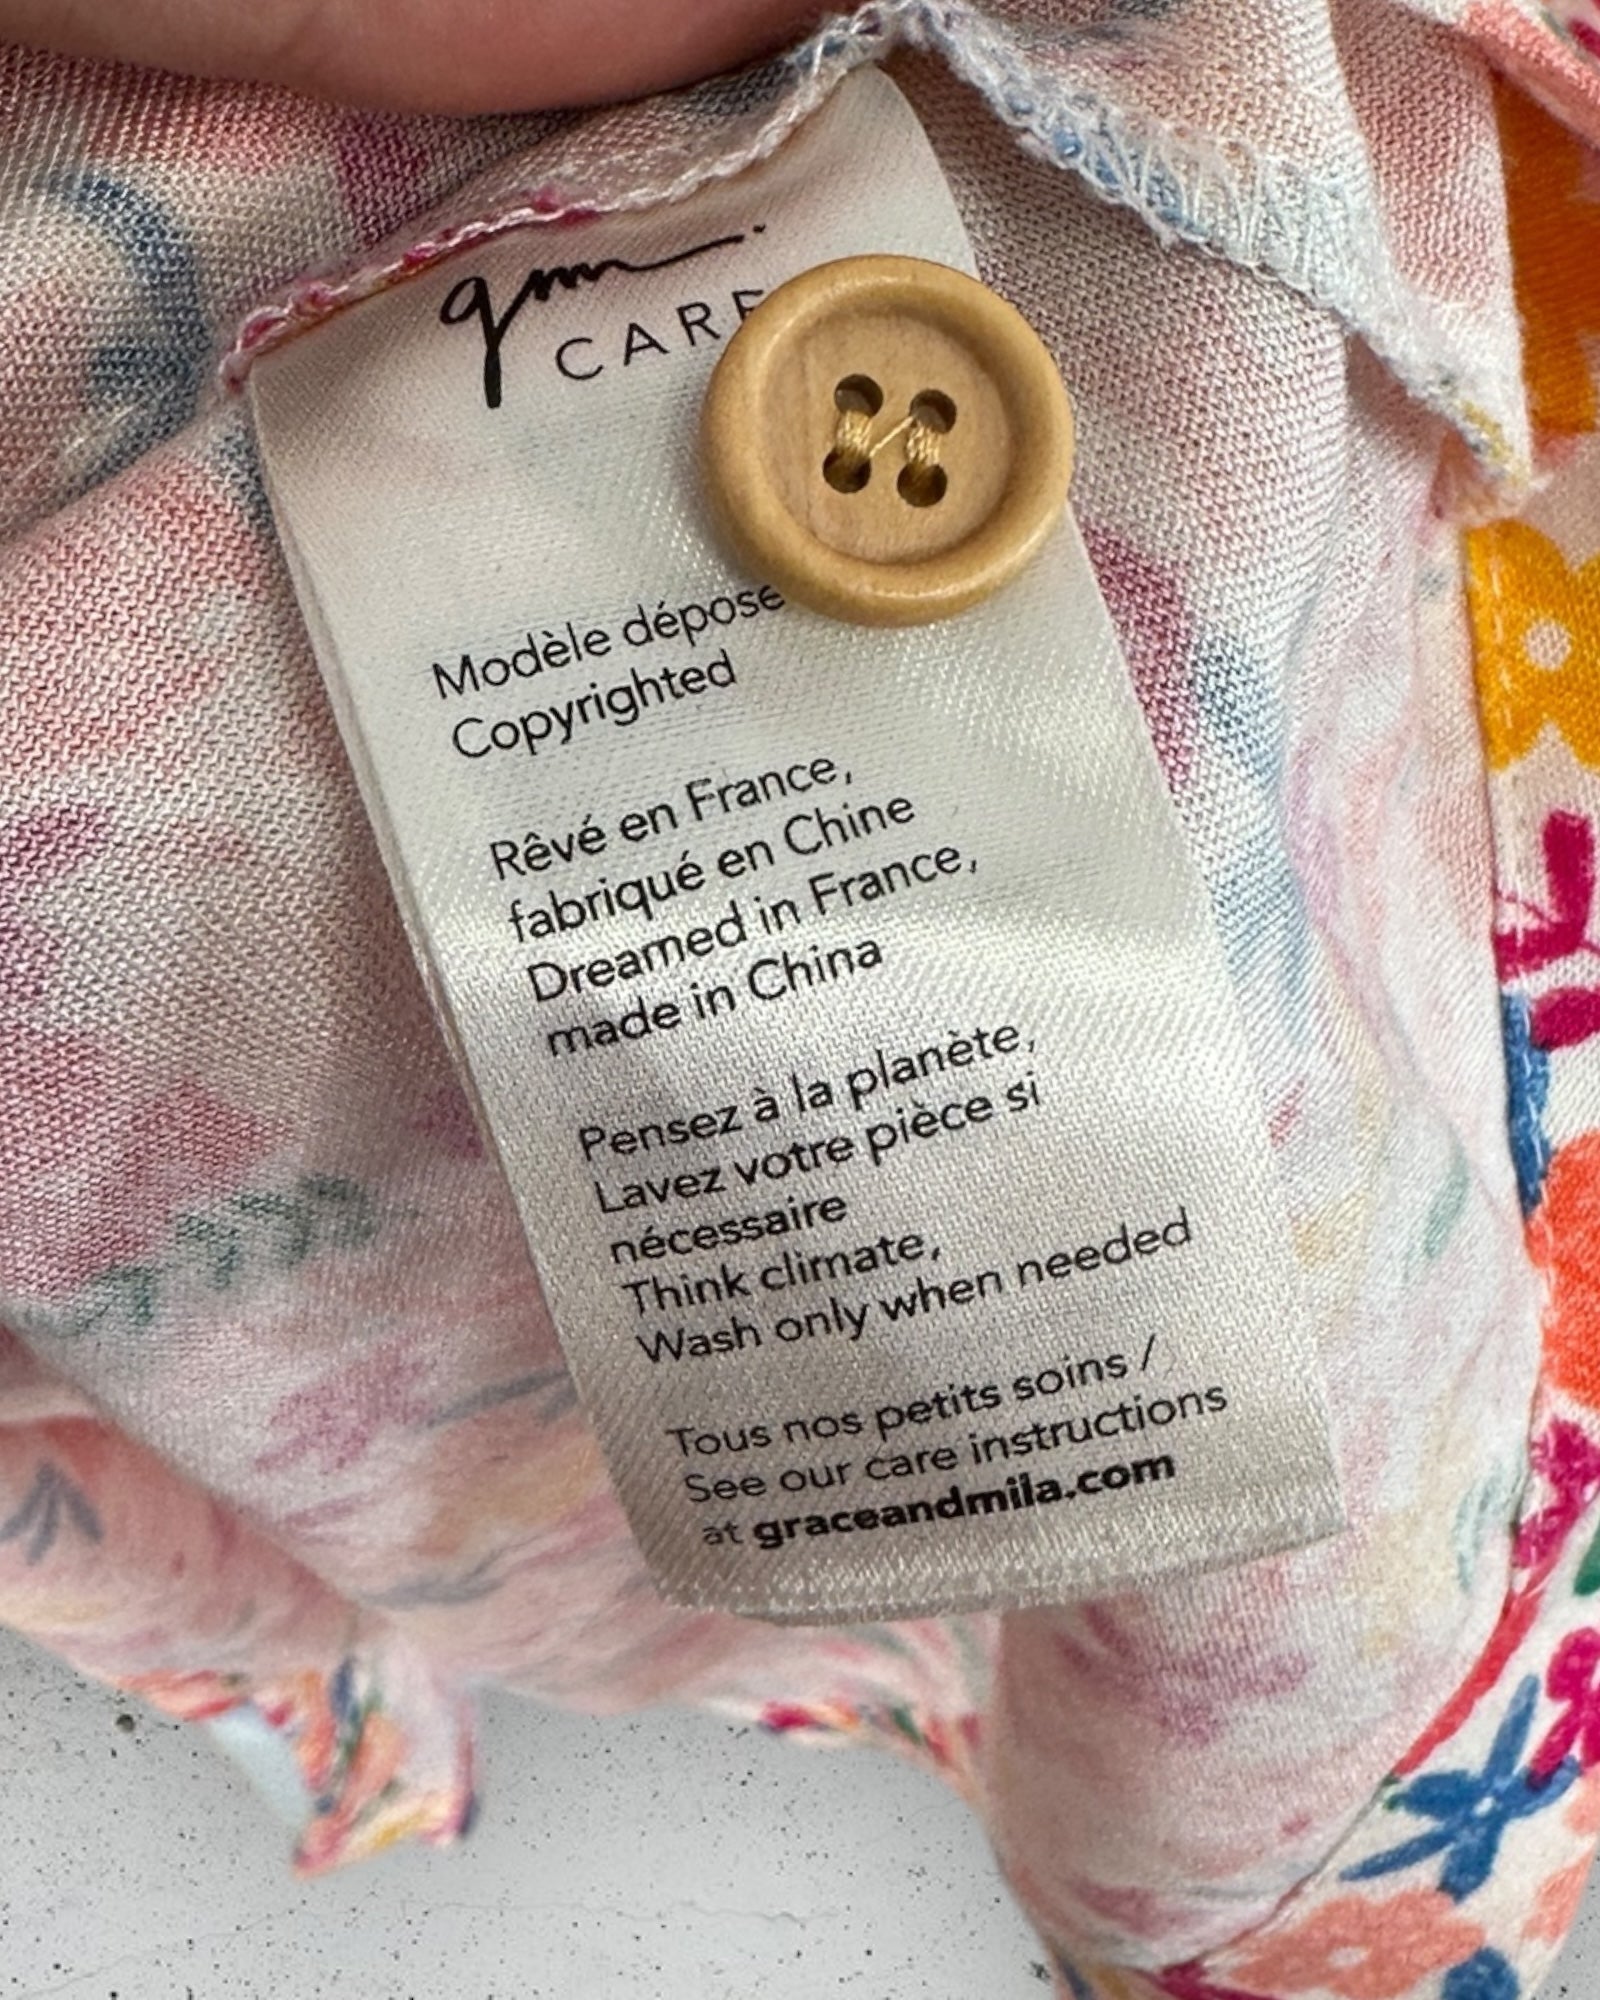 CARE
Modèle déposé
Copyrighted
Rêvé en France,
fabriqué en Chine
Dreamed in France,
made in China
Pensez à la planète,
Lavez votre pièce si
nécessaire
Think climate,
Wash only when needed
Tous nos petits soins /
See our care instructions
at graceandmila.com